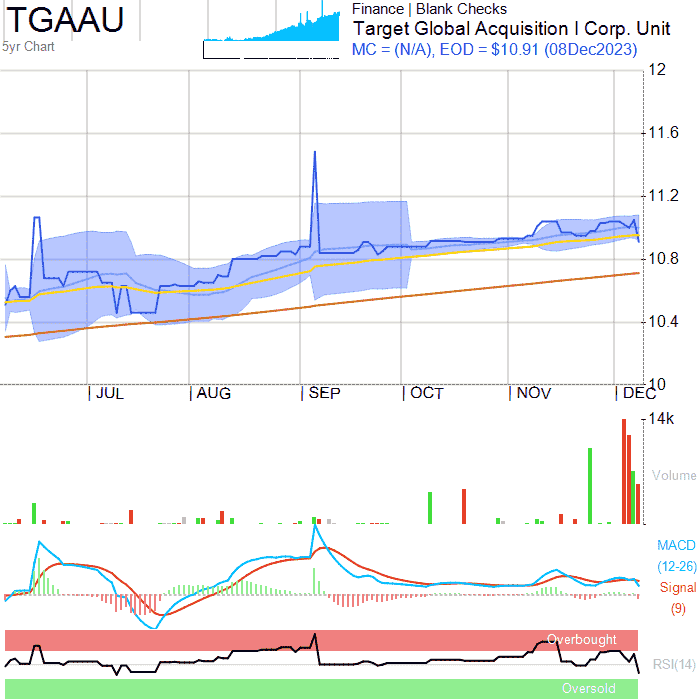 TGAAU
5yr Chart
Finance | Blank Checks
Target Global Acquisition I Corp. Unit
MC = (N/A), EOD = $10.91 (08Dec2023)
12
11.6
11.2
10.8
10.4
10
| JUL | AUG | SEP | OCT | NOV | DEC
14k
Volume
MACD
(12-26)
Signal
(9)
Overbought
RSI(14)
Oversold